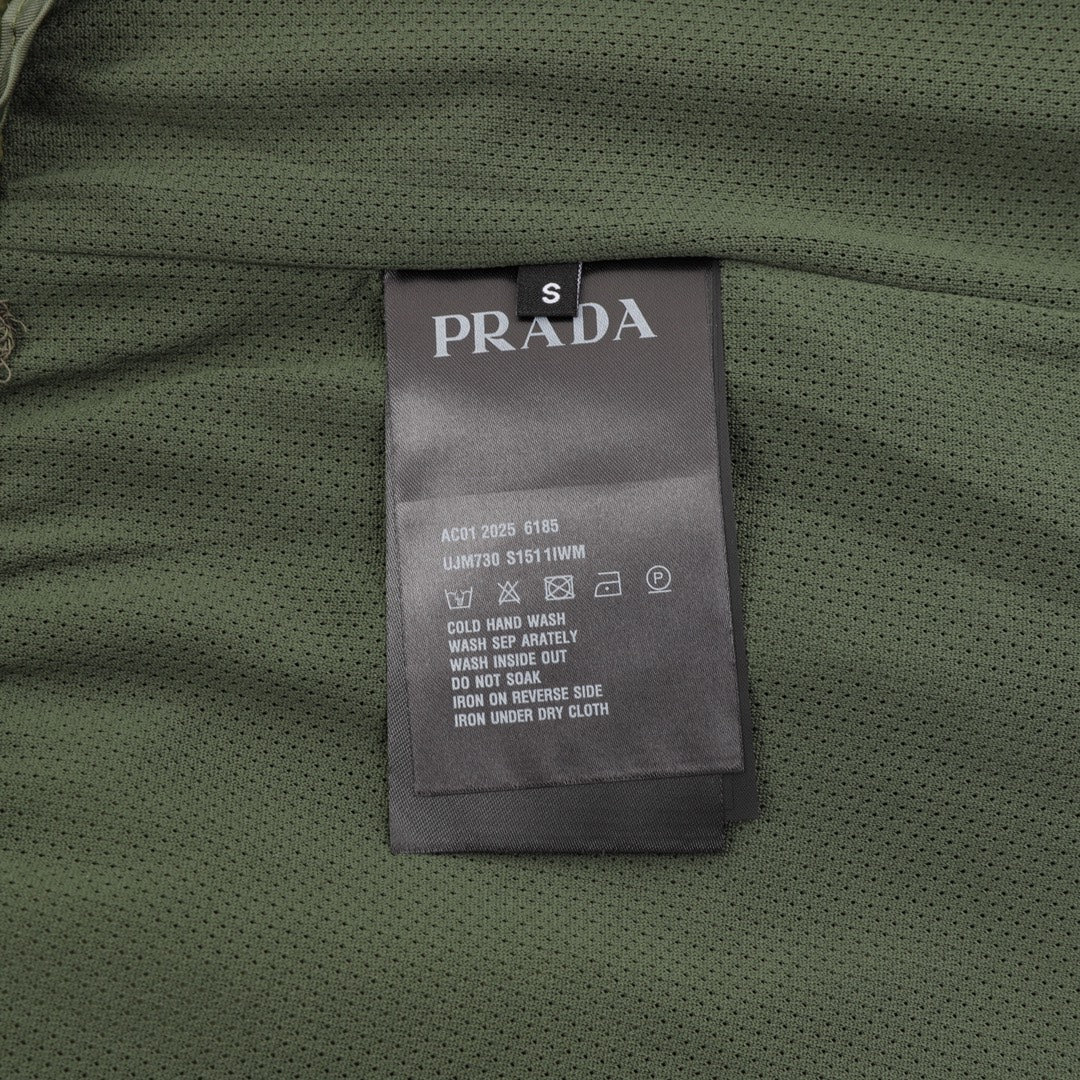 S
PRADA
AC01 2025 6185
UJM730 S1511IWM
P
COLD HAND WASH
WASH SEP ARATELY
WASH INSIDE OUT
DO NOT SOAK
IRON ON REVERSE SIDE
IRON UNDER DRY CLOTH